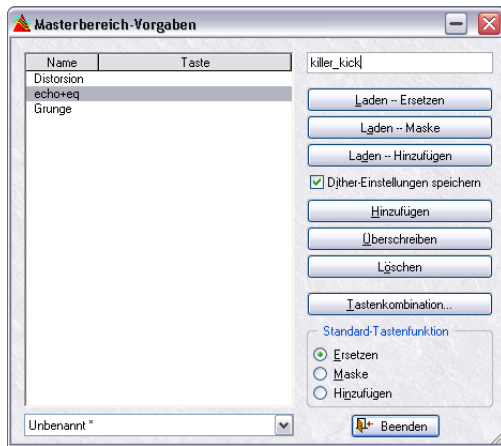 Masterbereich-Vorgaben
Name Taste
Distorsion
echo+eq
Grunge
Unbenannt *
killer_kick
Laden -- Ersetzen
Laden -- Maske
Laden -- Hinzufügen
Dither-Einstellungen speichern
Hinzufügen
Überschreiben
Löschen
Tastenkombination...
Standard-Tastenfunktion
Ersetzen
Maske
Hinzufügen
Beenden